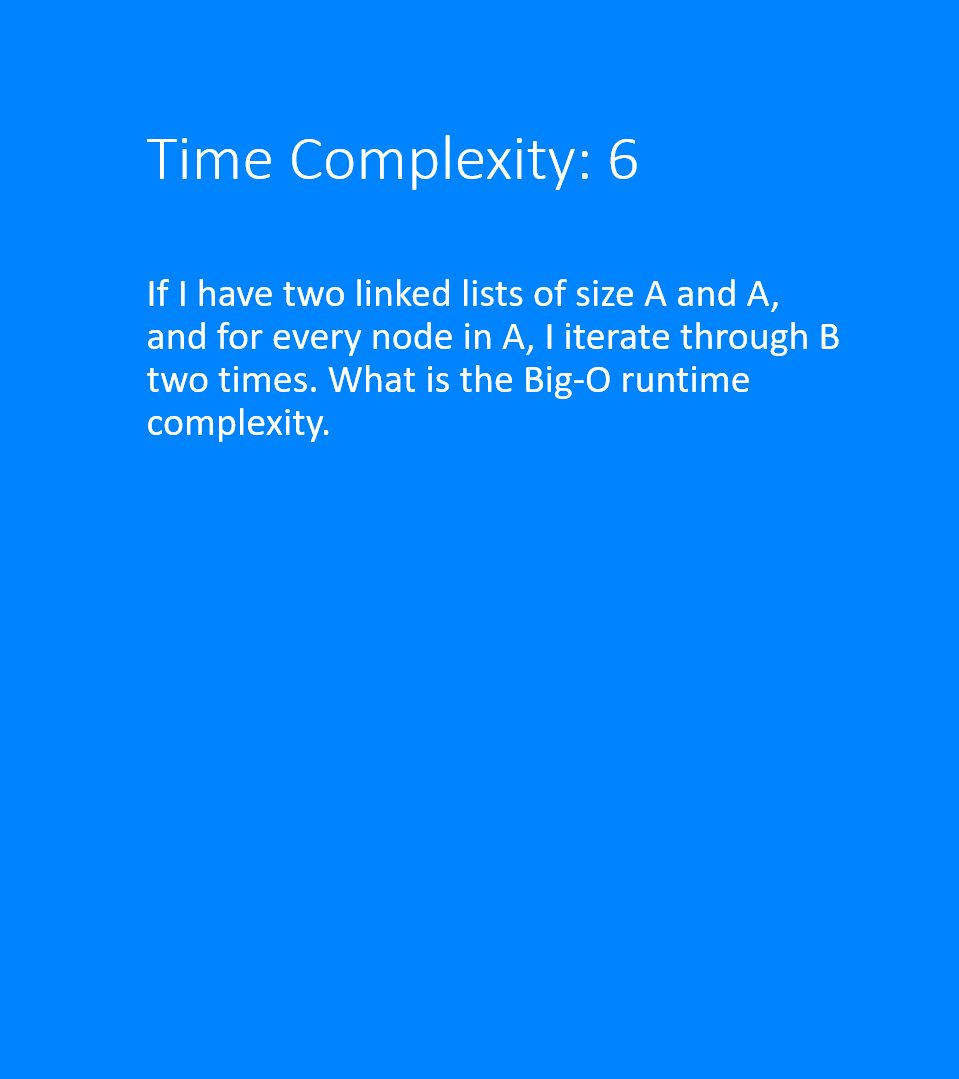 Time Complexity: 6
If I have two linked lists of size A and A,
and for every node in A, I iterate through B
two times. What is the Big-O runtime
complexity.